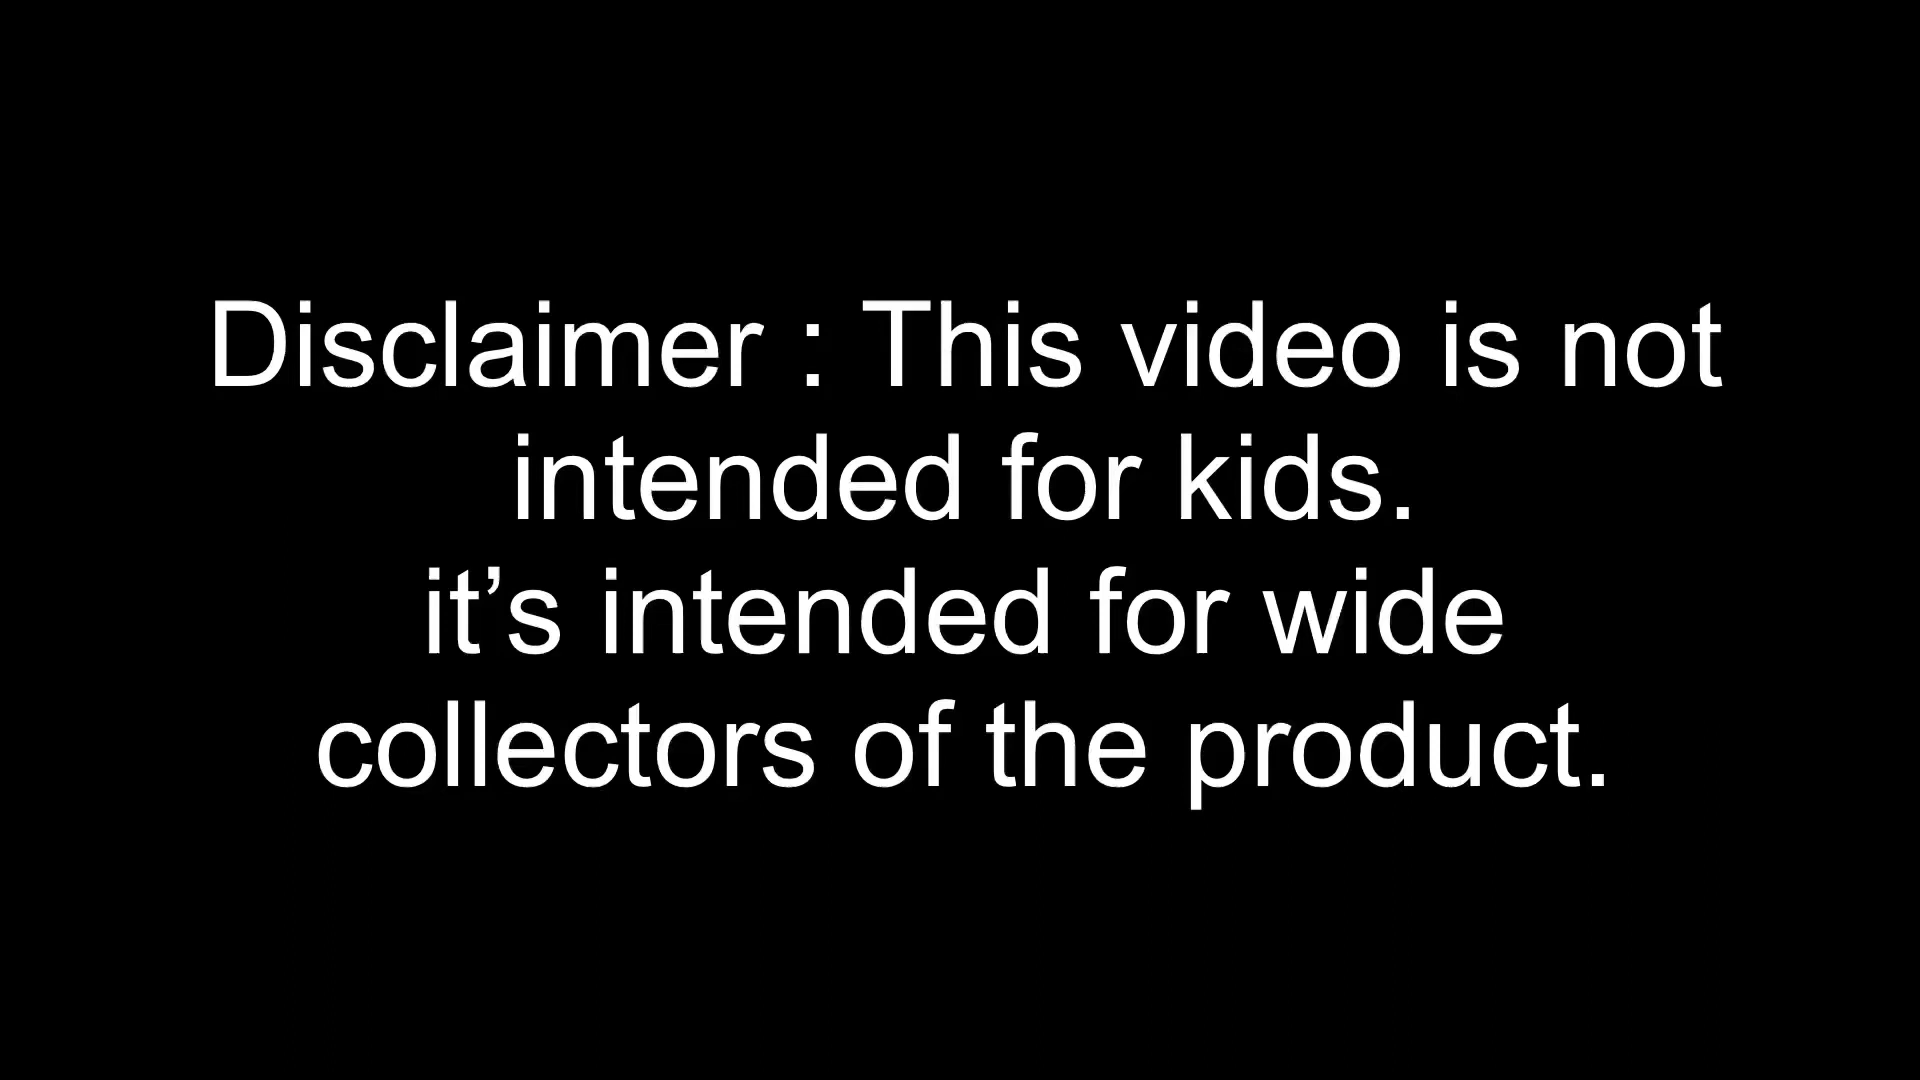 Disclaimer : This video is not
intended for kids.
it’s intended for wide
collectors of the product.